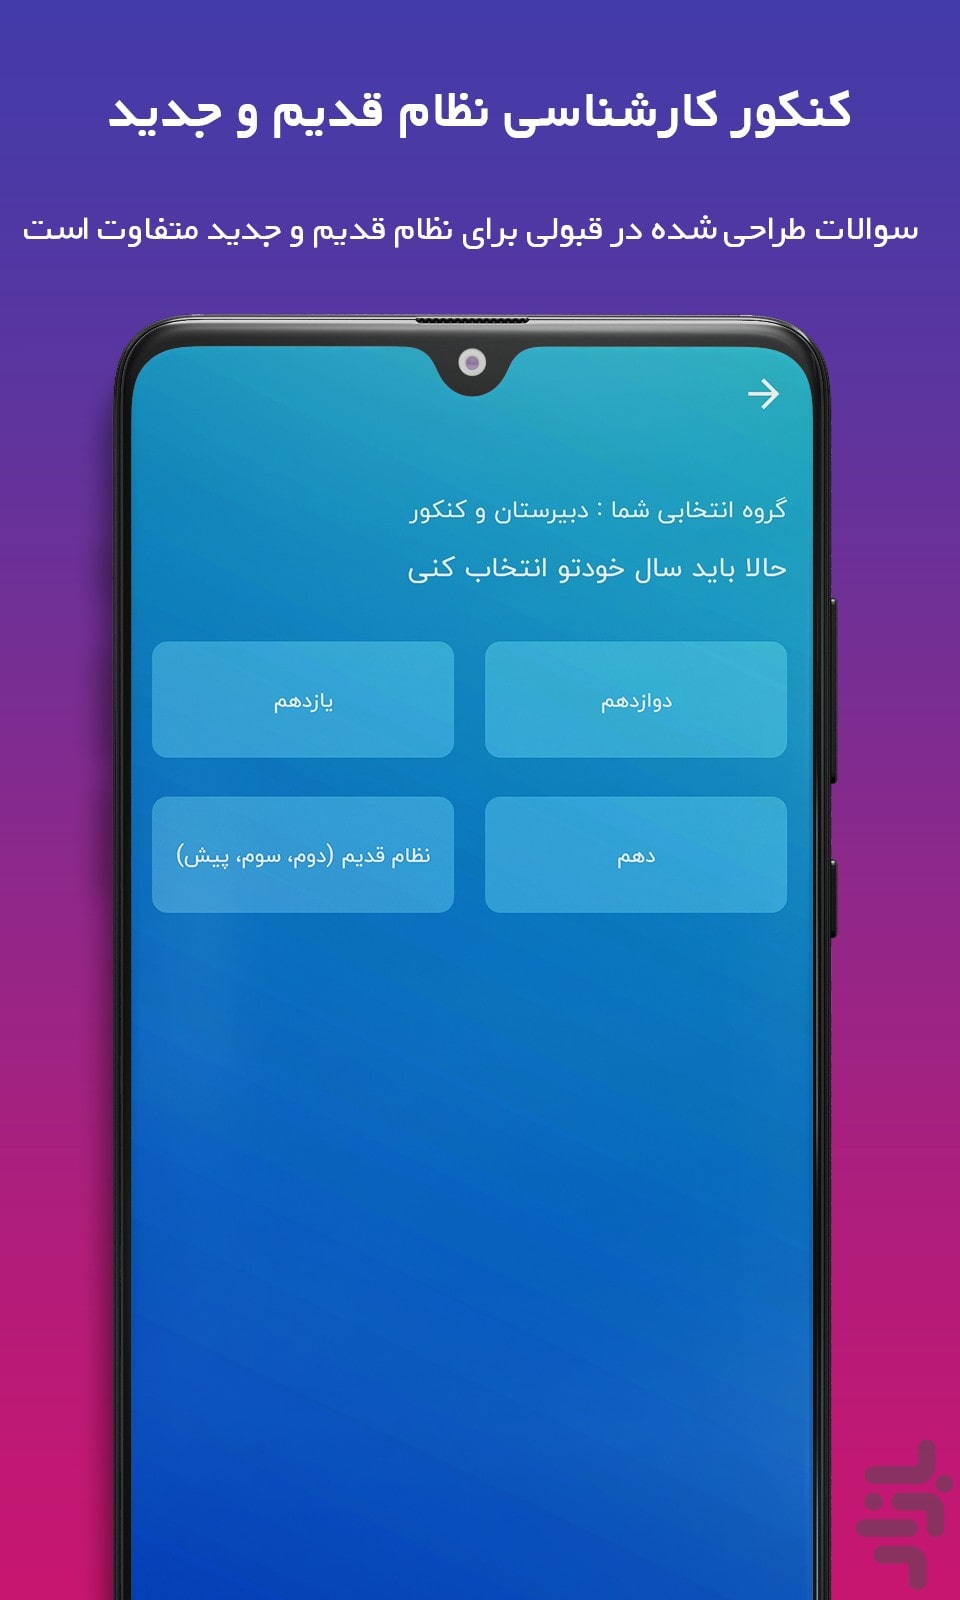 کنکور کارشناسی نظام قدیم و جدید
سوالات طراحی شده در قبولی برای نظام قدیم و جدید متفاوت است
گروه انتخابی شما : دبیرستان و کنکور
حالا باید سال خودتو انتخاب کنی
دوازدهم
یازدهم
دهم
نظام قدیم (دوم، سوم، پیش)
بازار